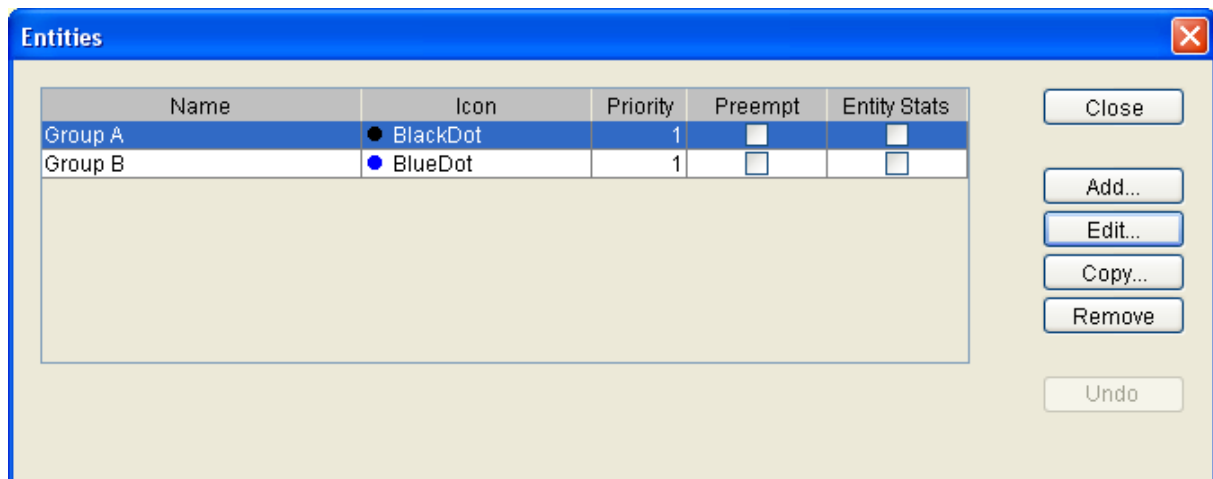 Entities
Name Icon Priority Preempt Entity Stats
Group A BlackDot 1
Group B BlueDot 1
Close
Add...
Edit...
Copy...
Remove
Undo